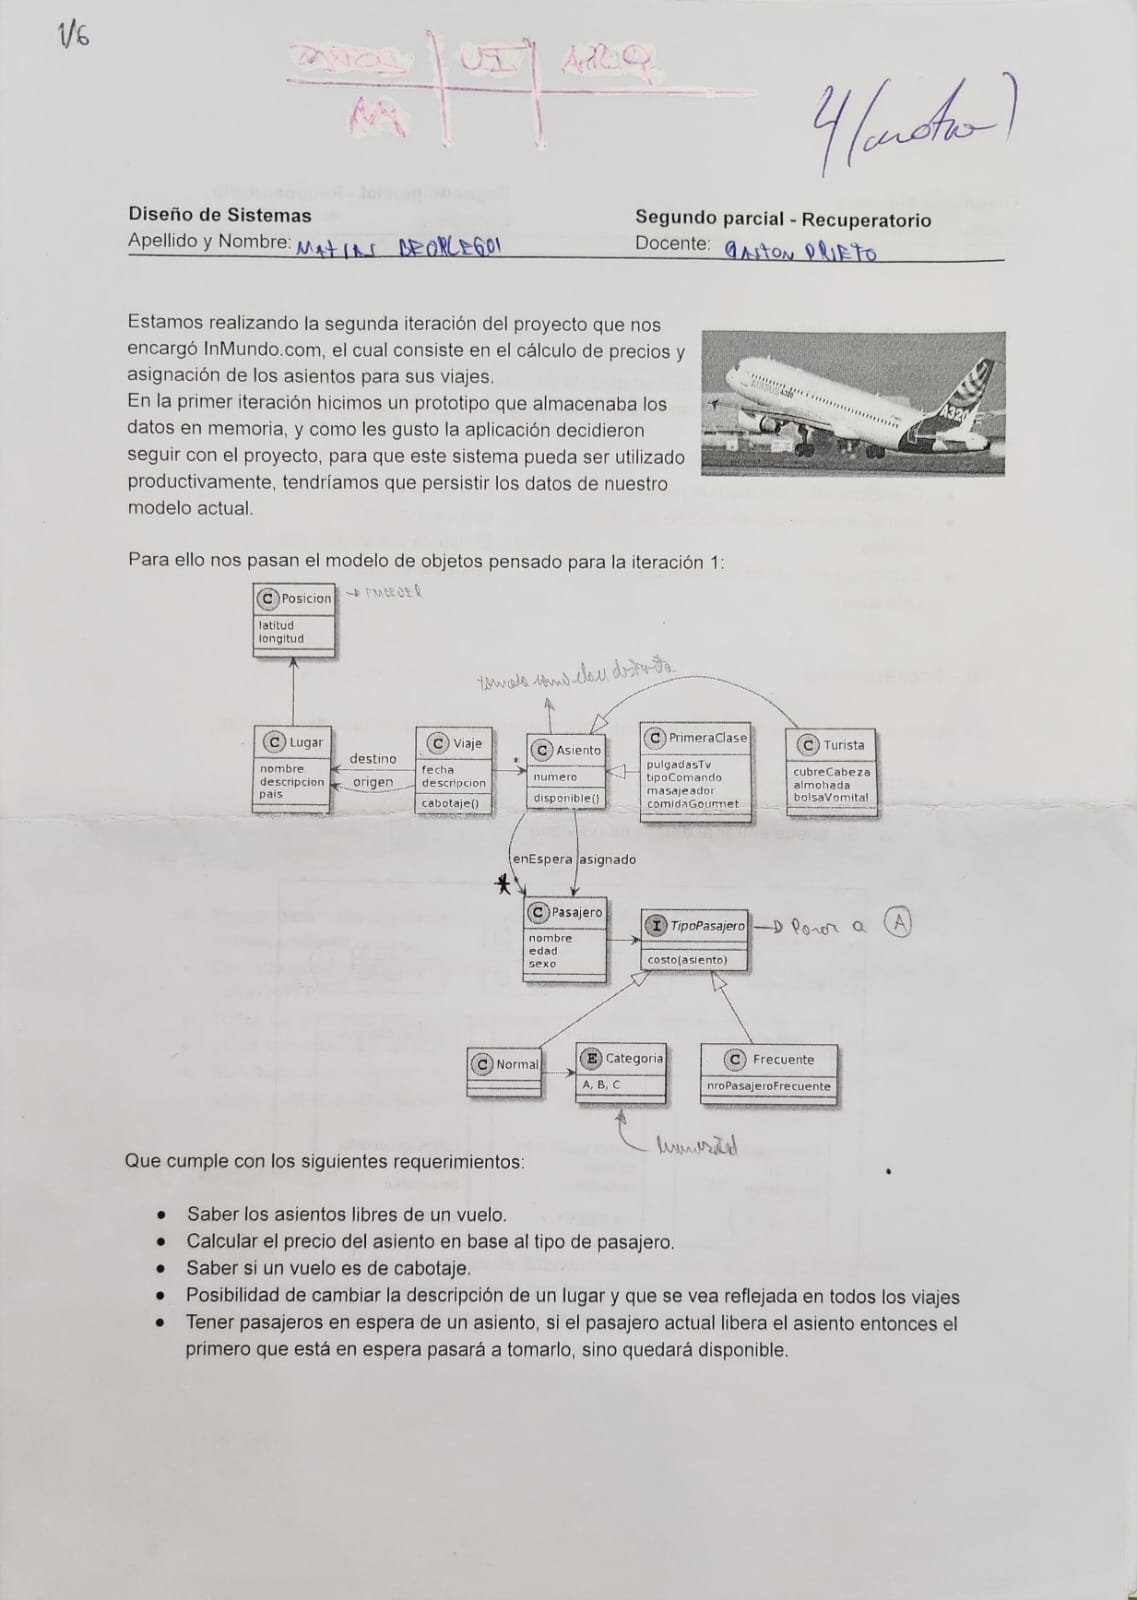 1/6
DATOS | UI | ARQ
4 (cuatro)
Diseño de Sistemas
Segundo parcial - Recuperatorio
Apellido y Nombre: MATIAS BEORLEGUI
Docente: GASTON PRIETO
Estamos realizando la segunda iteración del proyecto que nos
encargó InMundo.com, el cual consiste en el cálculo de precios y
asignación de los asientos para sus viajes.
En la primer iteración hicimos un prototipo que almacenaba los
datos en memoria, y como les gusto la aplicación decidieron
seguir con el proyecto, para que este sistema pueda ser utilizado
productivamente, tendríamos que persistir los datos de nuestro
modelo actual.
AIRBUS A320
A320
Para ello nos pasan el modelo de objetos pensado para la iteración 1:
C Posicion
→ EMBEBER
latitud
longitud
C Lugar
nombre
descripcion
pais
destino
origen
C Viaje
fecha
descripcion
cabotaje()
*
C Asiento
numero
disponible()
C PrimeraClase
pulgadasTv
tipoComando
masajeador
comidaGourmet
C Turista
cubreCabeza
almohada
bolsaVomital
enEspera
asignado
*
C Pasajero
nombre
edad
sexo
I TipoPasajero
→ Pasar a A
costo(asiento)
C Normal
E Categoria
A, B, C
C Frecuente
nroPasajeroFrecuente
Que cumple con los siguientes requerimientos:
● Saber los asientos libres de un vuelo.
● Calcular el precio del asiento en base al tipo de pasajero.
● Saber si un vuelo es de cabotaje.
● Posibilidad de cambiar la descripción de un lugar y que se vea reflejada en todos los viajes
● Tener pasajeros en espera de un asiento, si el pasajero actual libera el asiento entonces el
primero que está en espera pasará a tomarlo, sino quedará disponible.